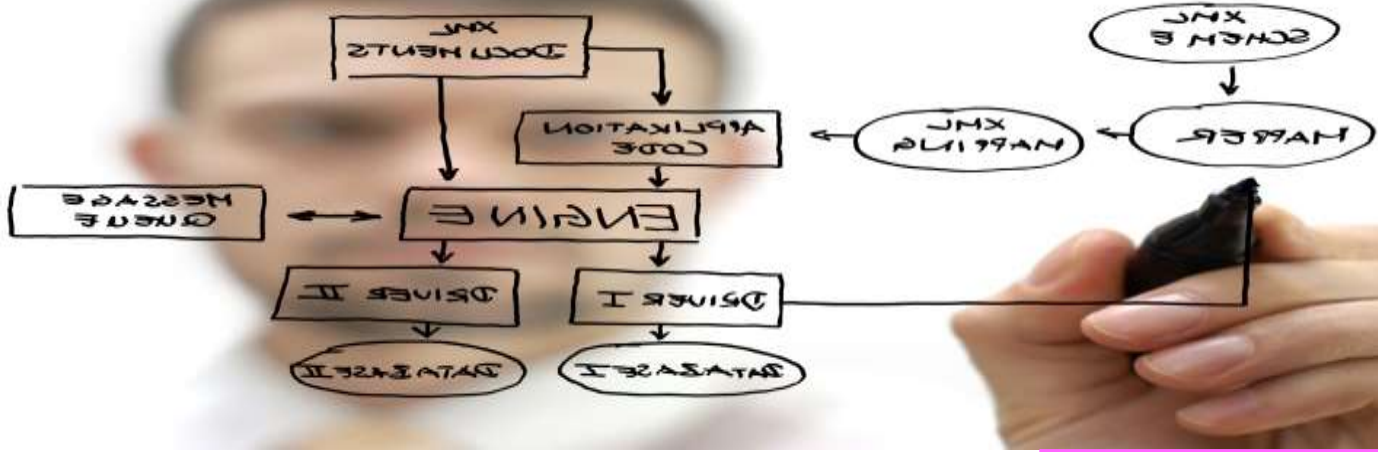 XML
DOCUMENTS
XML
SCHEME
APPLIKATION
CODE
XML
MAPPING
MAPPER
MESSAGE
QUEUE
ENGINE
DRIVER II
DRIVER I
DATABASE II
DATABASE I